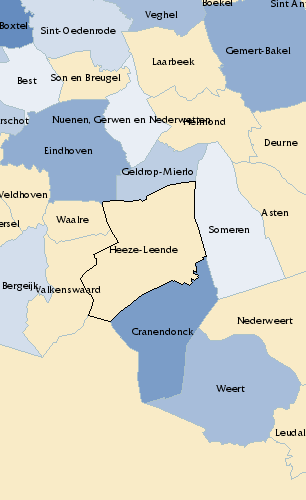 Boekel
Sint An
Veghel
Boxtel
Sint-Oedenrode
Gemert-Bakel
Laarbeek
Son en Breugel
Best
rschot
Nuenen, Gerwen en Nederwetten
Helmond
Deurne
Eindhoven
Geldrop-Mierlo
Veldhoven
Waalre
Asten
ersel
Someren
Heeze-Leende
Bergeijk
Valkenswaard
Nederweert
Cranendonck
Weert
Leudal